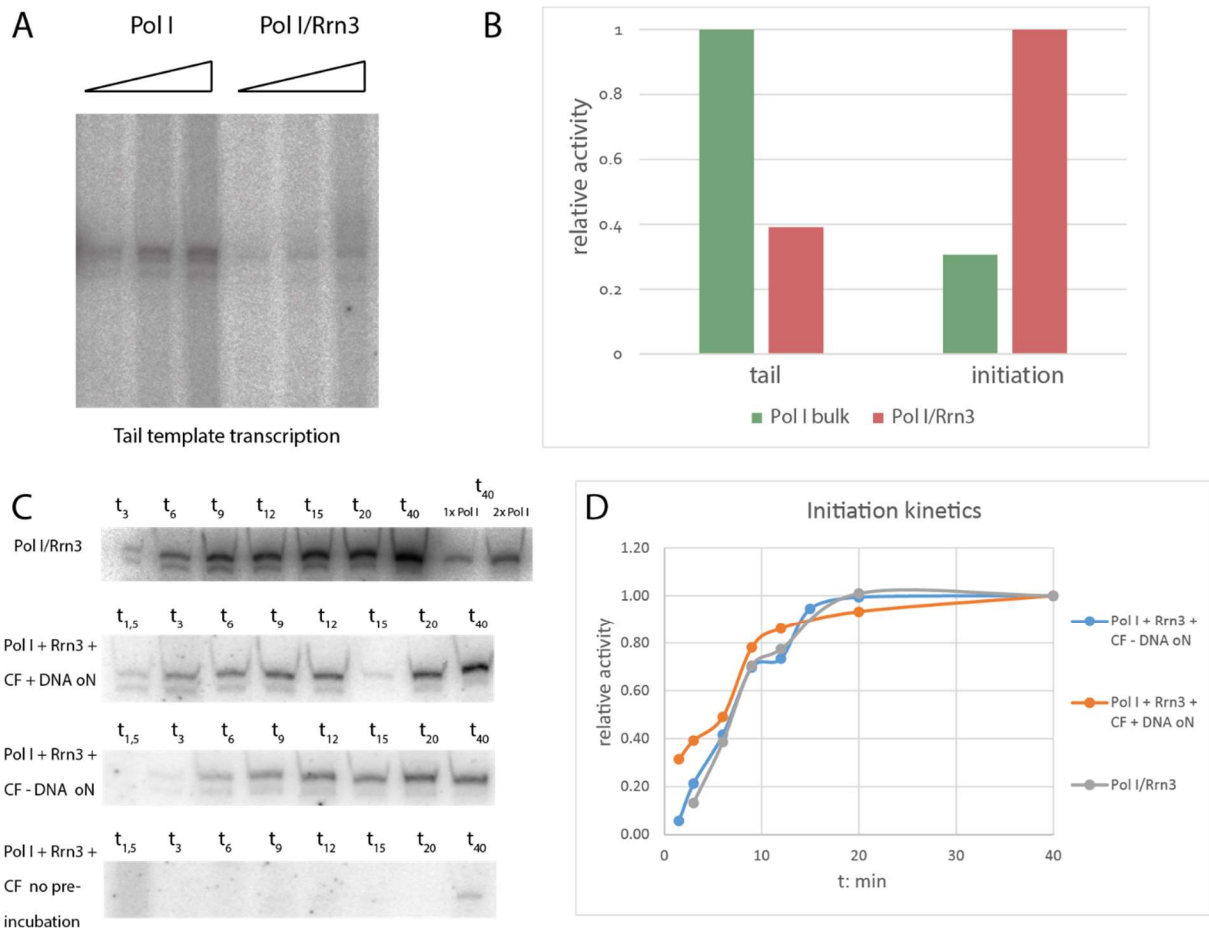 A
Pol I
Pol I/Rrn3
Tail template transcription
B
1
0.8
0.6
0.4
0.2
0
relative activity
tail
initiation
Pol I bulk
Pol I/Rrn3
C
t3
t6
t9
t12
t15
t20
t40
t40
1x Pol I
2x Pol I
Pol I/Rrn3
t1,5
t3
t6
t9
t12
t15
t20
t40
Pol I + Rrn3 +
CF + DNA oN
t1,5
t3
t6
t9
t12
t15
t20
t40
Pol I + Rrn3 +
CF - DNA oN
t1,5
t3
t6
t9
t12
t15
t20
t40
Pol I + Rrn3 +
CF no pre-
incubation
D
Initiation kinetics
1.20
1.00
0.80
0.60
0.40
0.20
0.00
relative activity
0
10
20
30
40
t: min
Pol I + Rrn3 +
CF - DNA oN
Pol I + Rrn3 +
CF + DNA oN
Pol I/Rrn3